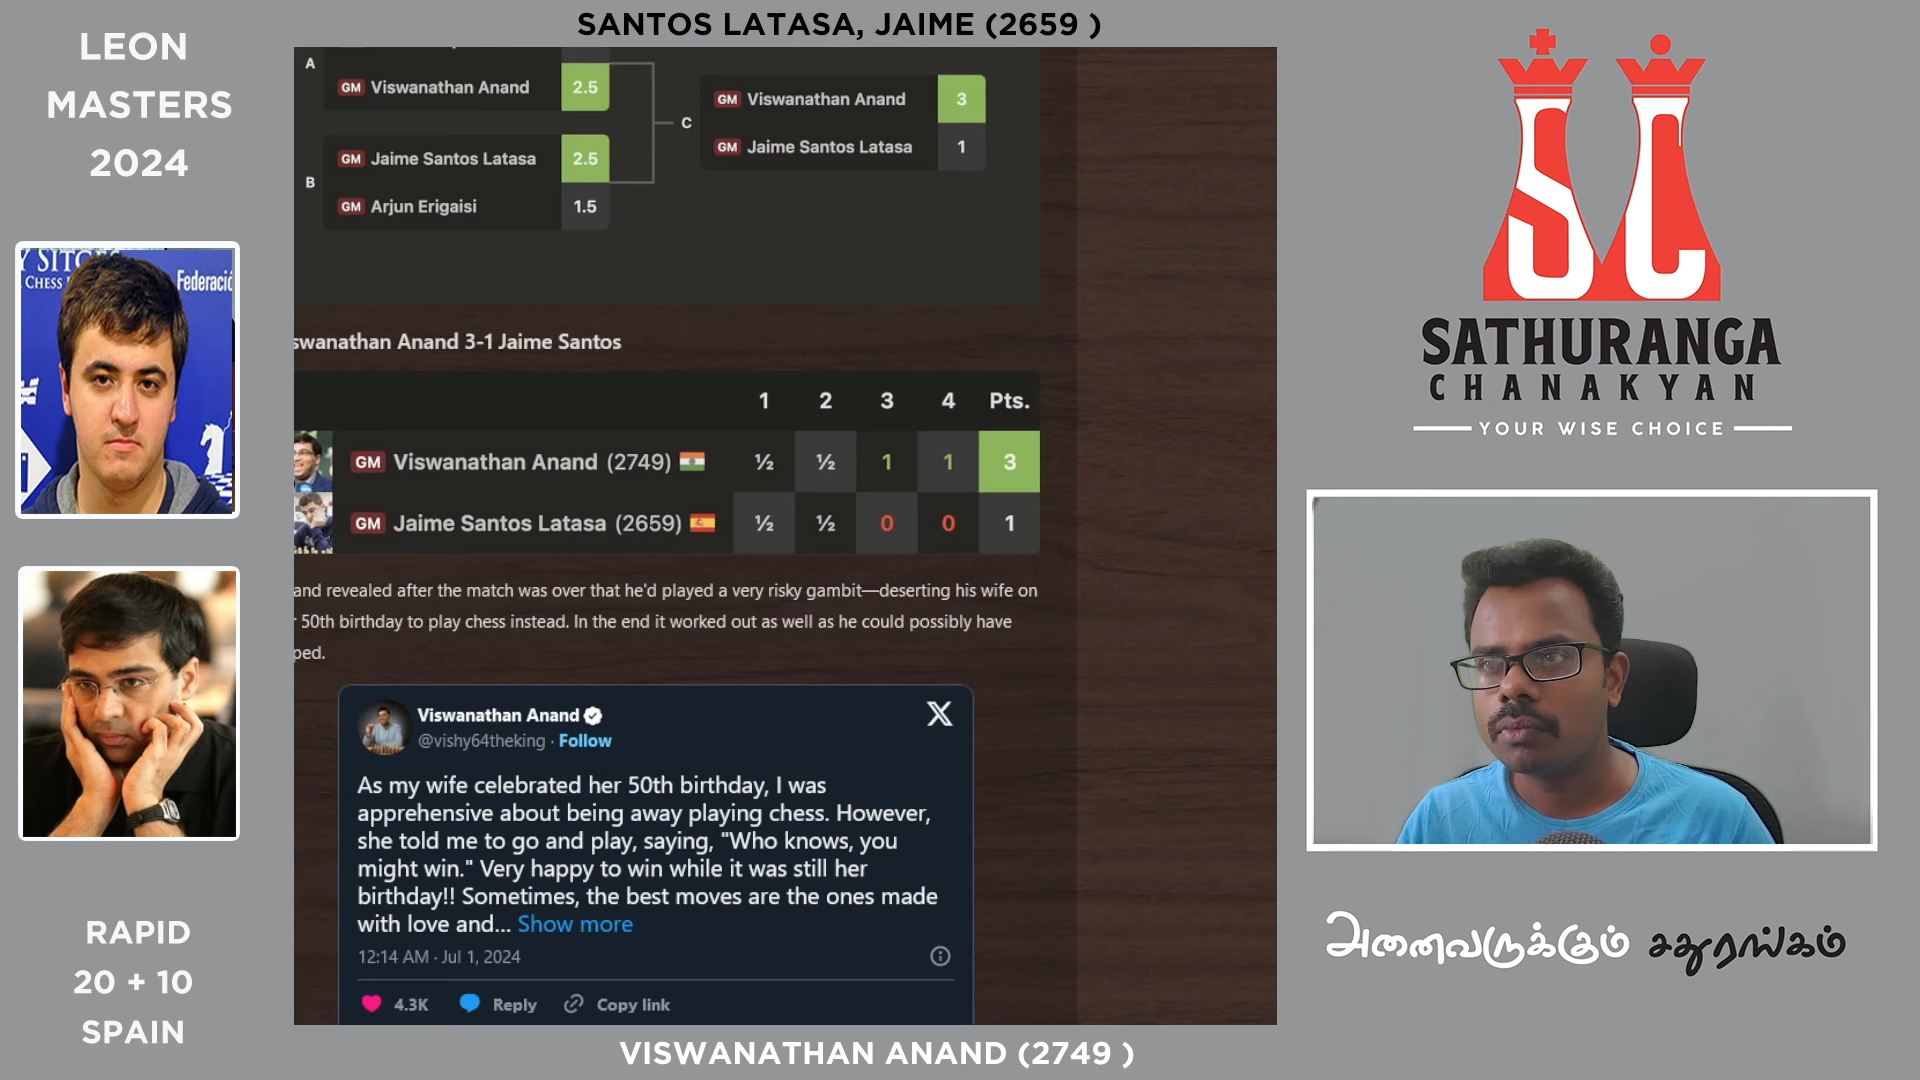 LEON
MASTERS
2024
RAPID
20 + 10
SPAIN
SANTOS LATASA, JAIME (2659 )
A
GM Viswanathan Anand 2.5
B
GM Jaime Santos Latasa 2.5
GM Arjun Erigaisi 1.5
C
GM Viswanathan Anand 3
GM Jaime Santos Latasa 1
swanathan Anand 3-1 Jaime Santos
1 2 3 4 Pts.
GM Viswanathan Anand (2749) ½ ½ 1 1 3
GM Jaime Santos Latasa (2659) ½ ½ 0 0 1
and revealed after the match was over that he'd played a very risky gambit—deserting his wife on
50th birthday to play chess instead. In the end it worked out as well as he could possibly have
ped.
Viswanathan Anand
X
@vishy64theking · Follow
As my wife celebrated her 50th birthday, I was
apprehensive about being away playing chess. However,
she told me to go and play, saying, "Who knows, you
might win." Very happy to win while it was still her
birthday!! Sometimes, the best moves are the ones made
with love and... Show more
12:14 AM · Jul 1, 2024
4.3K Reply Copy link
VISWANATHAN ANAND (2749 )
SC
SATHURANGA
CHANAKYAN
YOUR WISE CHOICE
அனைவருக்கும் சதுரங்கம்
Federació
CHESS